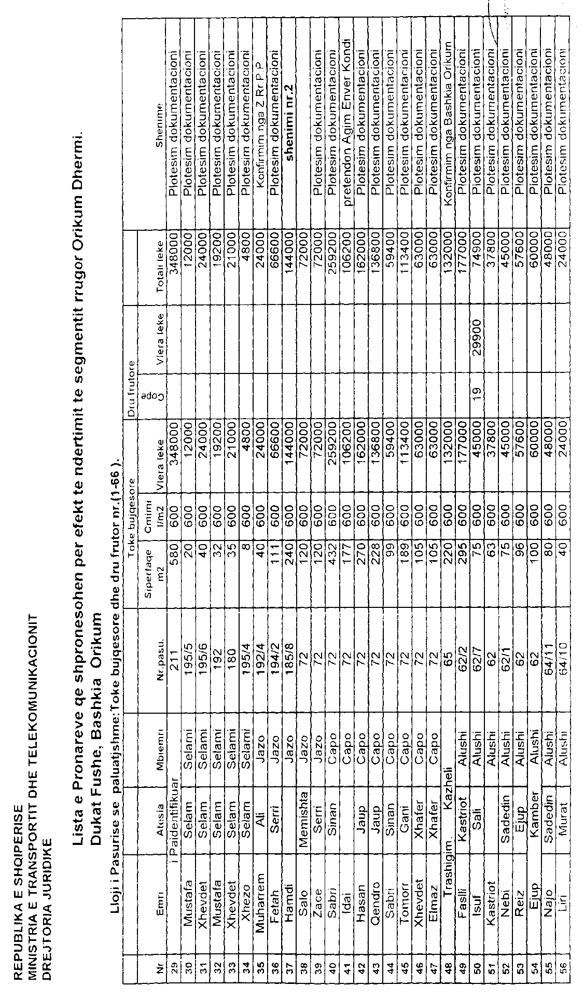 REPUBLIKA E SHQIPERISE
MINISTRIA E TRANSPORTIT DHE TELEKOMUNIKACIONIT
DREJTORIA JURIDIKE
Lista e Pronareve qe shpronesohen per efekt te ndertimit te segmentit rrugor Orikum Dhermi.
Dukat Fushe, Bashkia Orikum
Lloji i Pasurise se paluatjshme: Toke bujqesore dhe dru frutor nr.(1-66 ).
Toke bujqesore Dru frutore
Nr Emri Atesia Mbemri Nr.pasu. Siperfaqe m2 Cmimi l/m2 Vlera leke Cope Vlera leke Totali leke Shenime
29 i Paidentifikuar 211 580 600 348000 348000 Plotesim dokumentacioni
30 Mustafa Selam Selami 195/5 20 600 12000 12000 Plotesim dokumentacioni
31 Xhevdet Selam Selami 195/6 40 600 24000 24000 Plotesim dokumentacioni
32 Mustafa Selam Selami 192 32 600 19200 19200 Plotesim dokumentacioni
33 Xhevdet Selam Selami 180 35 600 21000 21000 Plotesim dokumentacioni
34 Xhezo Selam Selami 195/4 8 600 4800 4800 Plotesim dokumentacioni
35 Muharrem Ali Jazo 192/4 40 600 24000 24000 Konfirmim nga Z Rr P P
36 Fetah Serri Jazo 194/2 111 600 66600 66600 Plotesim dokumentacioni
37 Hamdi Jazo 185/8 240 600 144000 144000 shenimi nr.2
38 Salo Memishta Jazo 72 120 600 72000 72000
39 Zace Serri Jazo 72 120 600 72000 72000 Plotesim dokumentacioni
40 Sabri Sinan Capo 72 432 600 259200 259200 Plotesim dokumentacioni
41 Idai Capo 72 177 600 106200 106200 pretendon Agim Enver Kondi
42 Hasan Jaup Capo 72 270 600 162000 162000 Plotesim dokumentacioni
43 Qendro Jaup Capo 72 228 600 136800 136800 Plotesim dokumentacioni
44 Sabri Sinan Capo 72 99 600 59400 59400 Plotesim dokumentacioni
45 Tomorr Gani Capo 72 189 600 113400 113400 Plotesim dokumentacioni
46 Xhevdet Xhafer Capo 72 105 600 63000 63000 Plotesim dokumentacioni
47 Elmaz Xhafer Capo 72 105 600 63000 63000 Plotesim dokumentacioni
48 Trashigim. Kazheli 65 220 600 132000 132000 Konfirmim nga Bashkia Orikum
49 Faslli Kastriot Alushi 62/2 295 600 177000 177000 Plotesim dokumentacioni
50 Isuf Sali Alushi 62/7 75 600 45000 19 29900 74900 Plotesim dokumentacioni
51 Kastriot Alushi 62 63 600 37800 37800 Plotesim dokumentacioni
52 Nebi Sadedin Alushi 62/1 75 600 45000 45000 Plotesim dokumentacioni
53 Reiz Ejup Alushi 62 96 600 57600 57600 Plotesim dokumentacioni
54 Ejup Kamber Alushi 62 100 600 60000 60000 Plotesim dokumentacioni
55 Najo Sadedin Alushi 64/11 80 600 48000 48000 Plotesim dokumentacioni
56 Liri Murat Alushi 64/10 40 600 24000 24000 Plotesim dokumentacioni